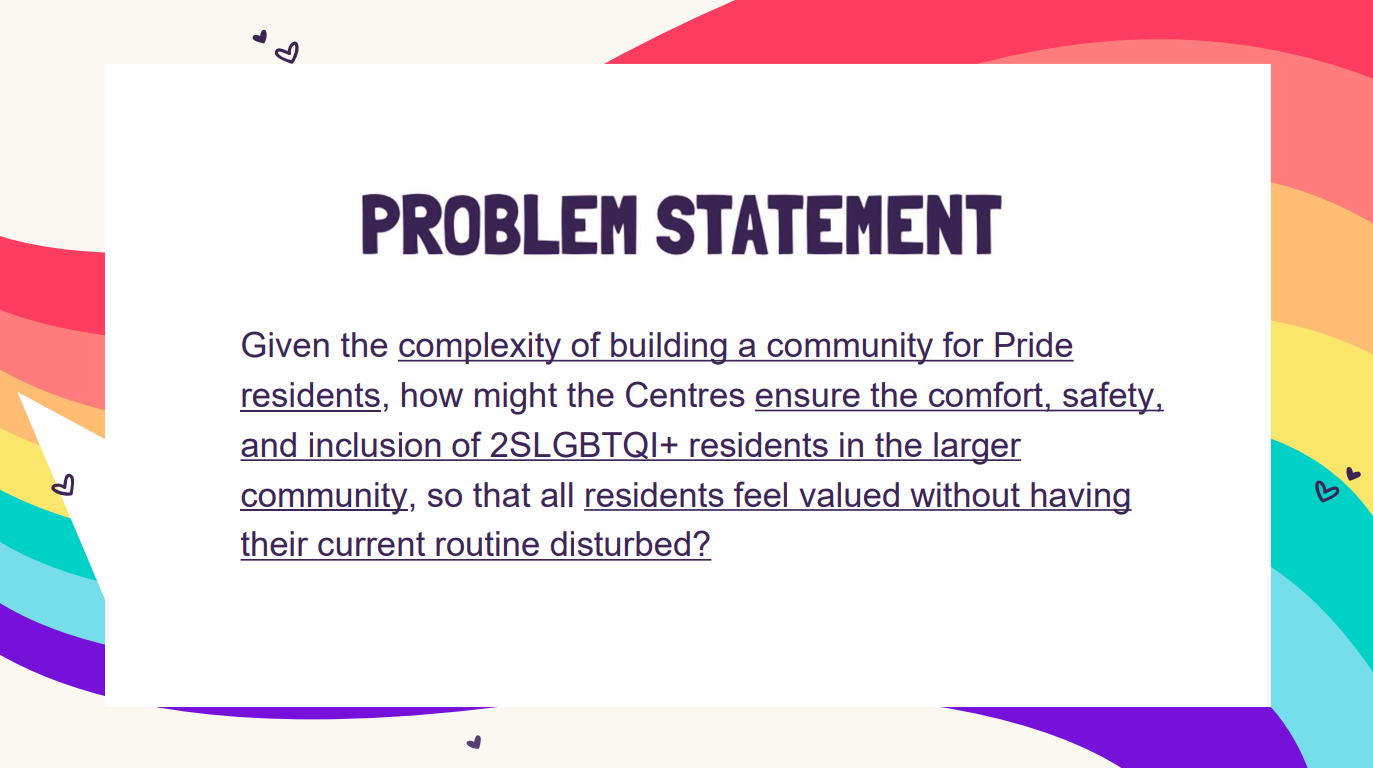 PROBLEM STATEMENT
Given the complexity of building a community for Pride
residents, how might the Centres ensure the comfort, safety,
and inclusion of 2SLGBTQI+ residents in the larger
community, so that all residents feel valued without having
their current routine disturbed?